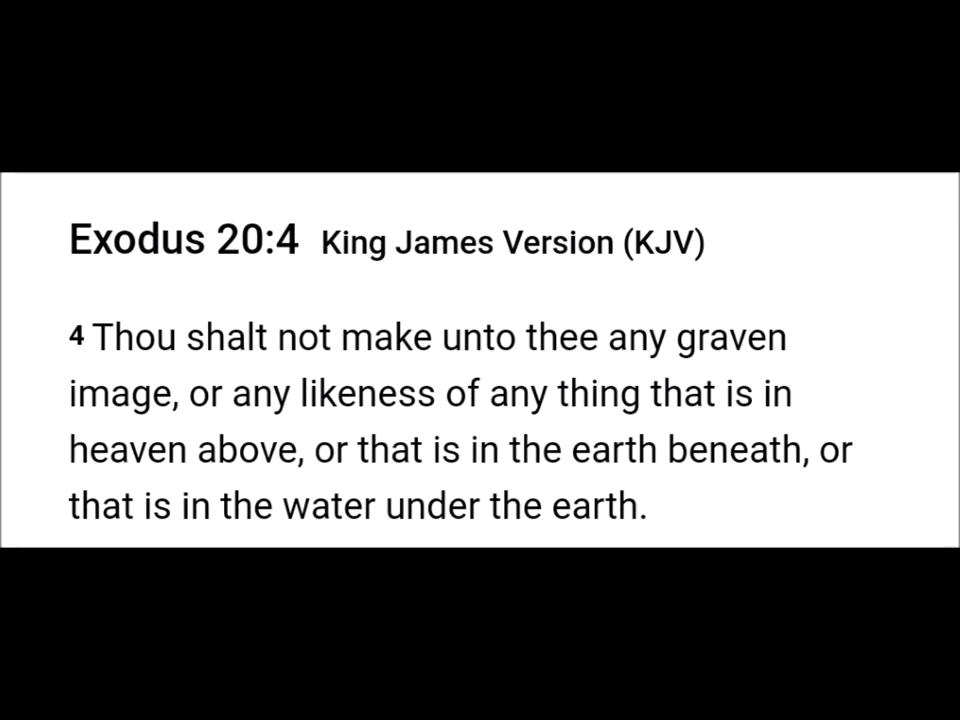 Exodus 20:4 King James Version (KJV)
4 Thou shalt not make unto thee any graven
image, or any likeness of any thing that is in
heaven above, or that is in the earth beneath, or
that is in the water under the earth.